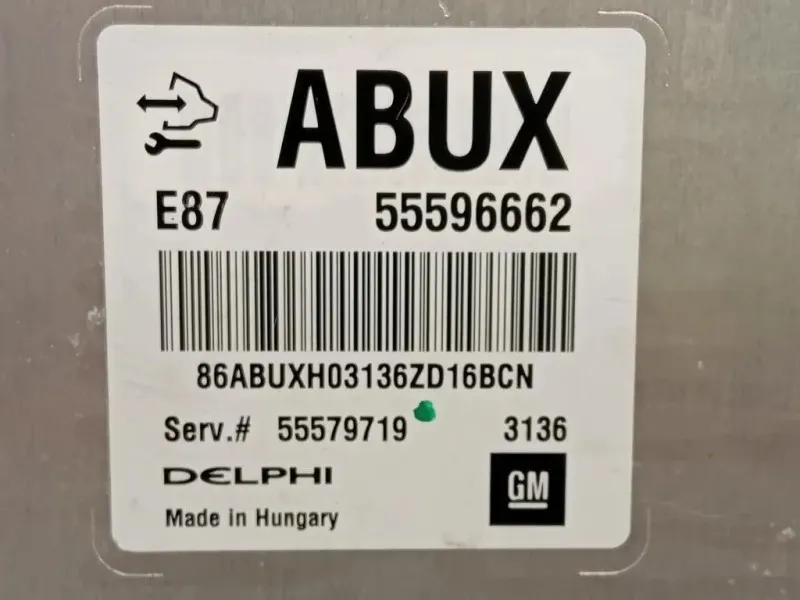 ABUX
E87 55596662
86ABUXH03136ZD16BCN
Serv.# 55579719 3136
DELPHI
GM
Made in Hungary